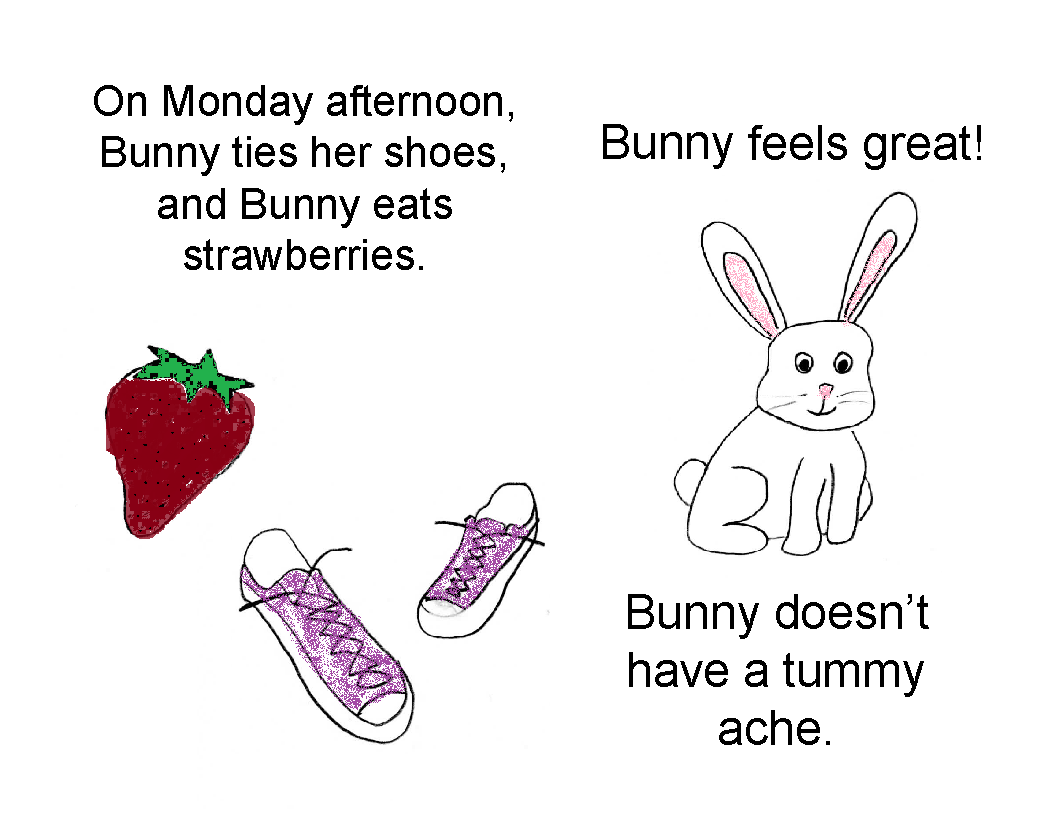 On Monday afternoon,
Bunny ties her shoes,
and Bunny eats
strawberries.
Bunny feels great!
Bunny doesn’t
have a tummy
ache.